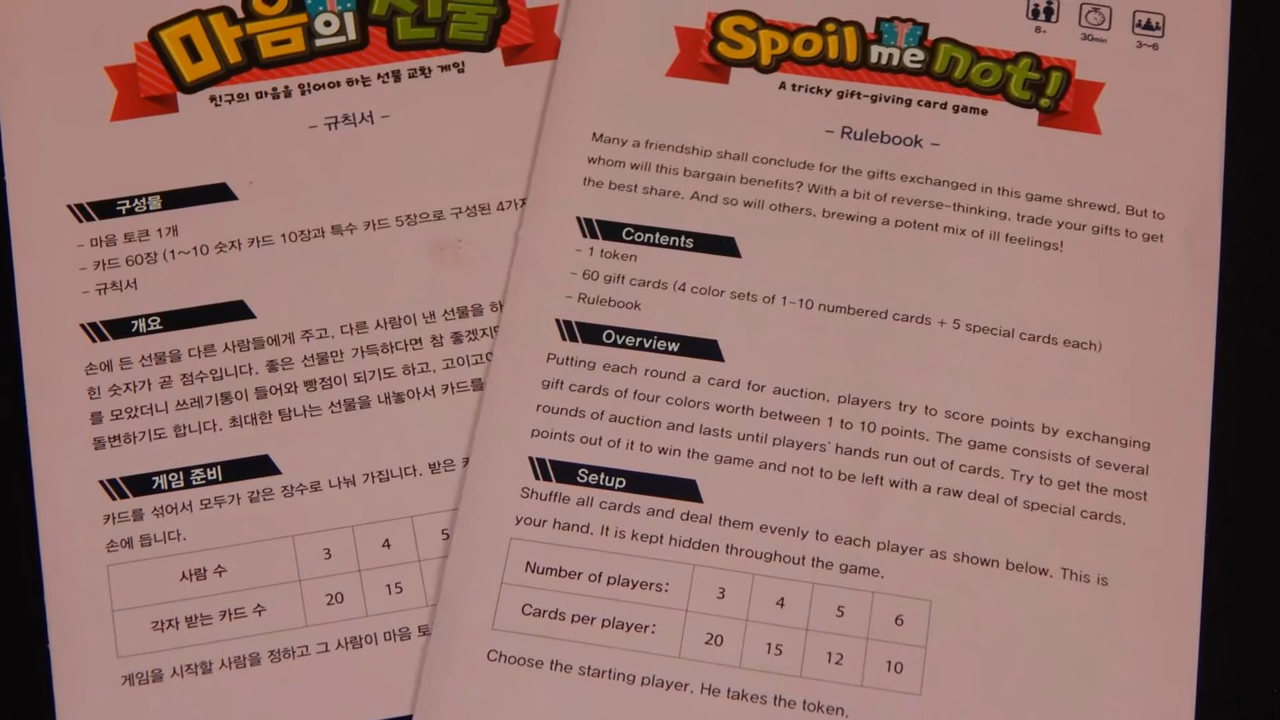 마음의 선물
친구의 마음을 읽어야 하는 선물 교환 게임
- 규칙서 -
구성물
- 마음 토큰 1개
- 카드 60장 (1~10 숫자 카드 10장과 특수 카드 5장으로 구성된 4가지
- 규칙서
개요
손에 든 선물을 다른 사람들에게 주고, 다른 사람이 낸 선물을 하
힌 숫자가 곧 점수입니다. 좋은 선물만 가득하다면 참 좋겠지만
를 모았더니 쓰레기통이 들어와 빵점이 되기도 하고, 고이고이
돌변하기도 합니다. 최대한 탐나는 선물을 내놓아서 카드를
게임 준비
카드를 섞어서 모두가 같은 장수로 나눠 가집니다. 받은 카
손에 듭니다.
사람 수 3 4 5
각자 받는 카드 수 20 15
게임을 시작할 사람을 정하고 그 사람이 마음 토
8+ 30min 3~6
Spoil me not!
A tricky gift-giving card game
- Rulebook -
Many a friendship shall conclude for the gifts exchanged in this game shrewd. But to
whom will this bargain benefits? With a bit of reverse-thinking, trade your gifts to get
the best share. And so will others, brewing a potent mix of ill feelings!
Contents
- 1 token
- 60 gift cards (4 color sets of 1-10 numbered cards + 5 special cards each)
- Rulebook
Overview
Putting each round a card for auction, players try to score points by exchanging
gift cards of four colors worth between 1 to 10 points. The game consists of several
rounds of auction and lasts until players' hands run out of cards. Try to get the most
points out of it to win the game and not to be left with a raw deal of special cards.
Setup
Shuffle all cards and deal them evenly to each player as shown below. This is
your hand. It is kept hidden throughout the game.
Number of players: 3 4 5 6
Cards per player: 20 15 12 10
Choose the starting player. He takes the token.